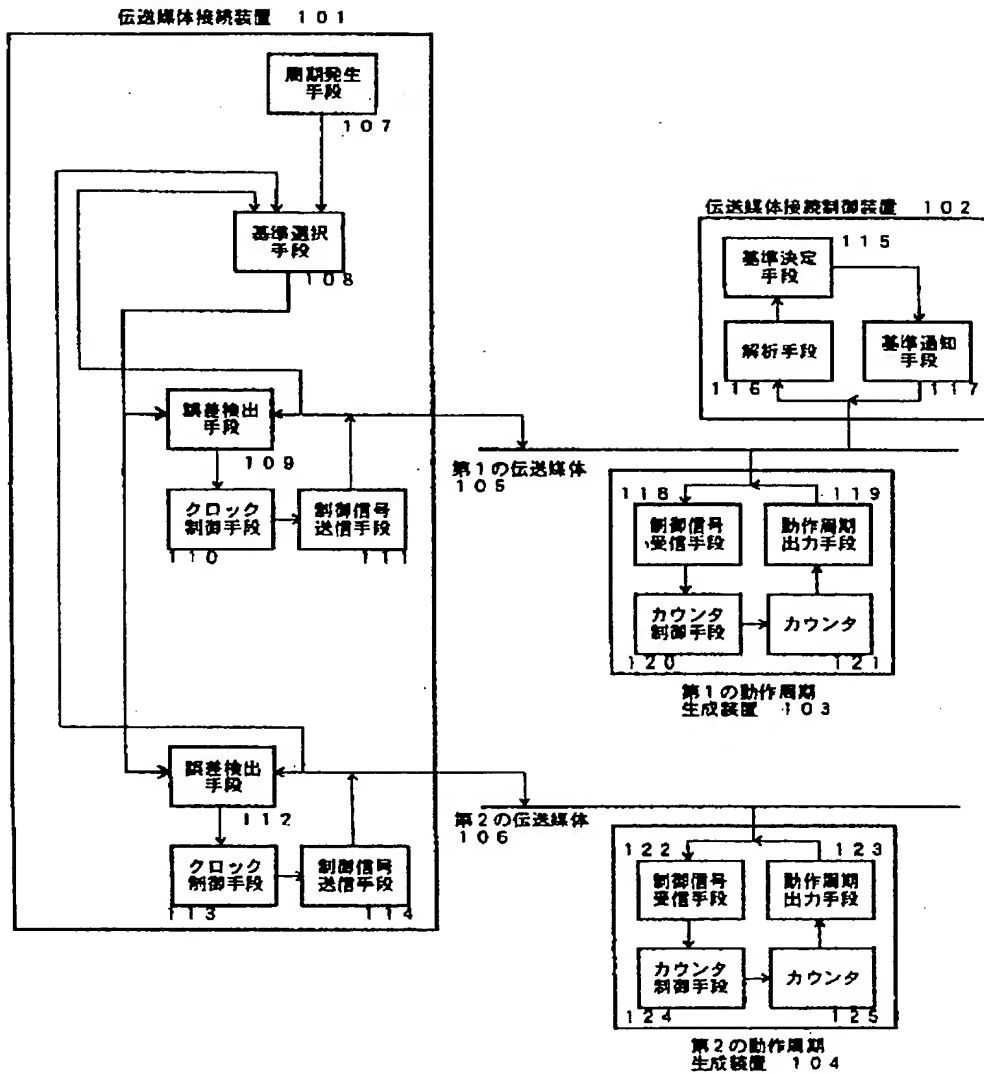 伝送媒体接続装置 101
周期発生
手段
107
基準選択
手段
108
伝送媒体接続制御装置 102
115
基準決定
手段
解析手段
基準通知
手段
116
117
誤差検出
手段
109
クロック
制御手段
制御信号
送信手段
110
111
第1の伝送媒体
105
118
119
制御信号
受信手段
動作周期
出力手段
カウンタ
制御手段
カウンタ
120
121
第1の動作周期
生成装置 103
誤差検出
手段
112
クロック
制御手段
制御信号
送信手段
113
114
第2の伝送媒体
106
122
123
制御信号
受信手段
動作周期
出力手段
カウンタ
制御手段
カウンタ
124
125
第2の動作周期
生成装置 104